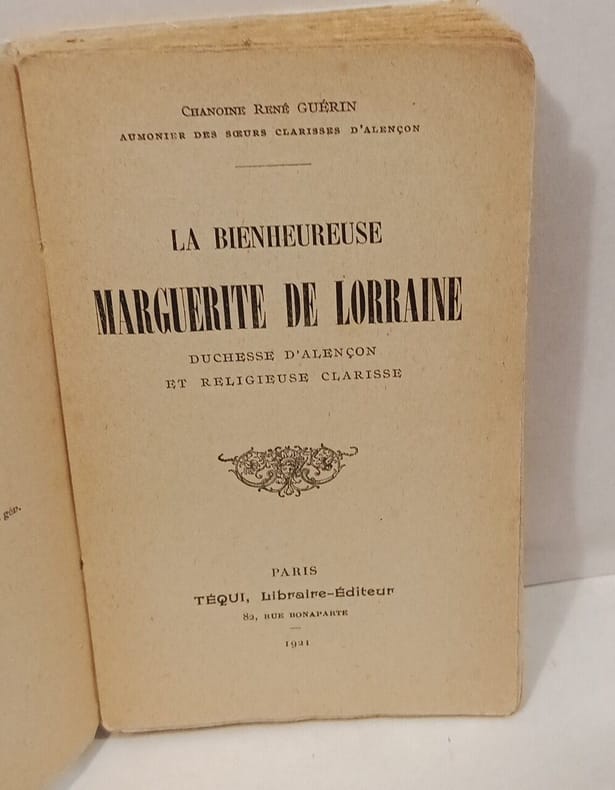 gév.
Chanoine René GUÉRIN
AUMONIER DES SŒURS CLARISSES D'ALENÇON
LA BIENHEUREUSE
MARGUERITE DE LORRAINE
DUCHESSE D'ALENÇON
ET RELIGIEUSE CLARISSE
PARIS
TÉQUI, Libraire-Éditeur
82, RUE BONAPARTE
1921